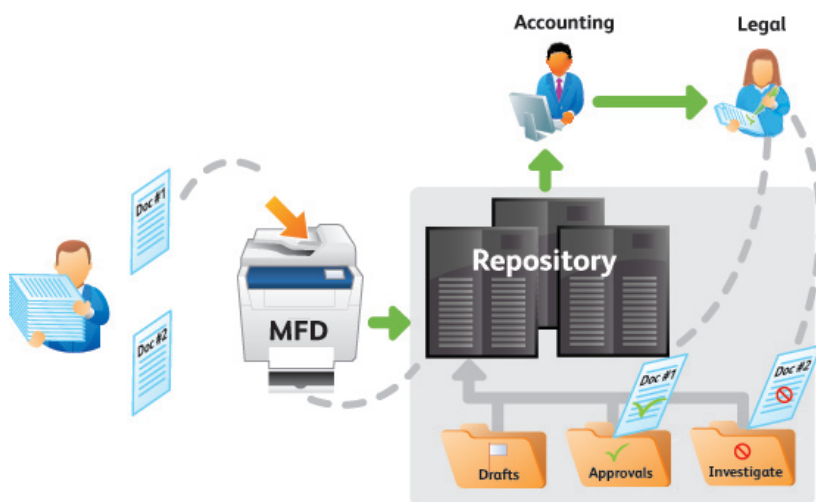 Accounting
Legal
Doc #1
Repository
MFD
Doc #2
Doc #1
Doc #2
Drafts
Approvals
Investigate